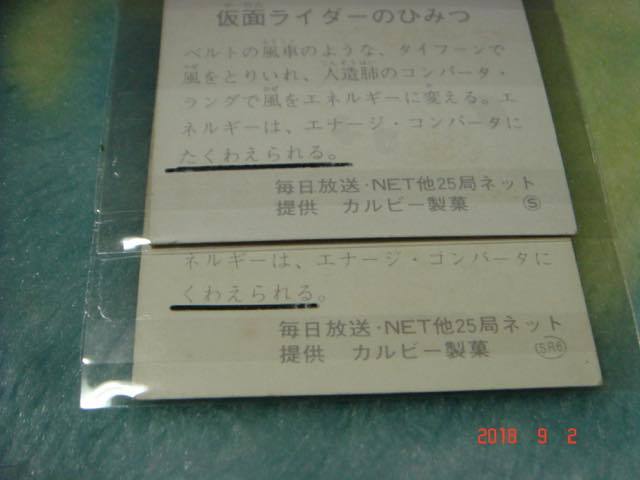 仮面ライダーのひみつ
ベルトの風車のような、タイフーンで
風をとりいれ、人造肺のコンバータ・
ランダで風をエネルギーに変える。エ
ネルギーは、エナージ・コンバータに
たくわえられる。
毎日放送・NET他25局ネット
提供 カルビー製菓 Ⓢ
ネルギーは、エナージ・コンバータに
くわえられる。
毎日放送・NET他25局ネット
提供 カルビー製菓 SR6
2018 9 2